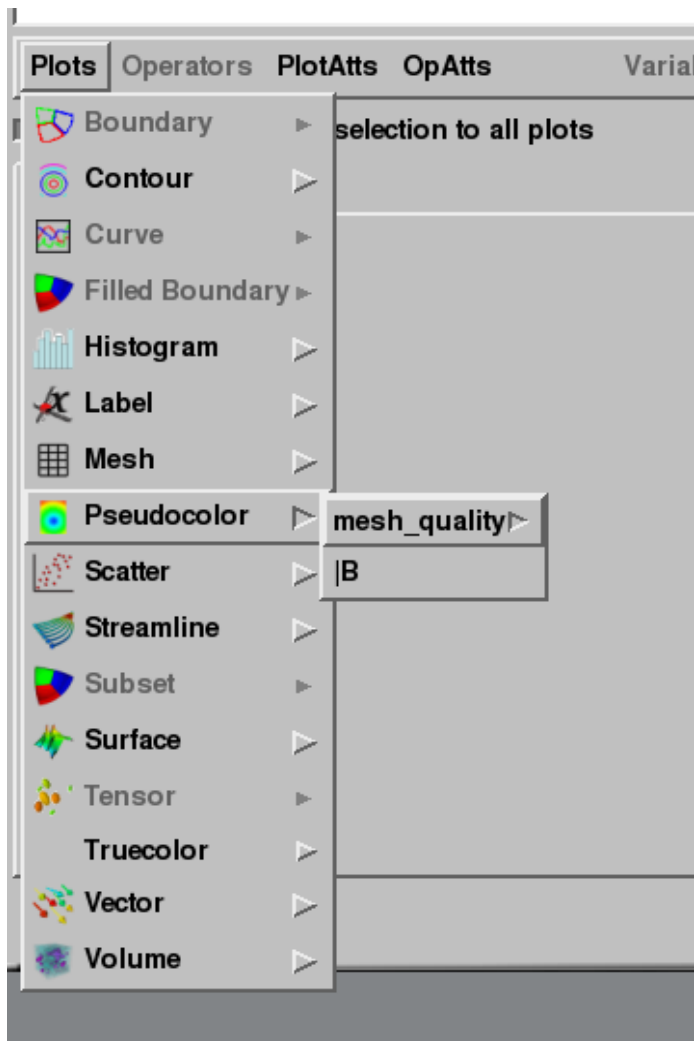 Plots Operators PlotAtts OpAtts
selection to all plots
Boundary
Contour
Curve
Filled Boundary
Histogram
Label
Mesh
Pseudocolor
mesh_quality
|B
Scatter
Streamline
Subset
Surface
Tensor
Truecolor
Vector
Volume